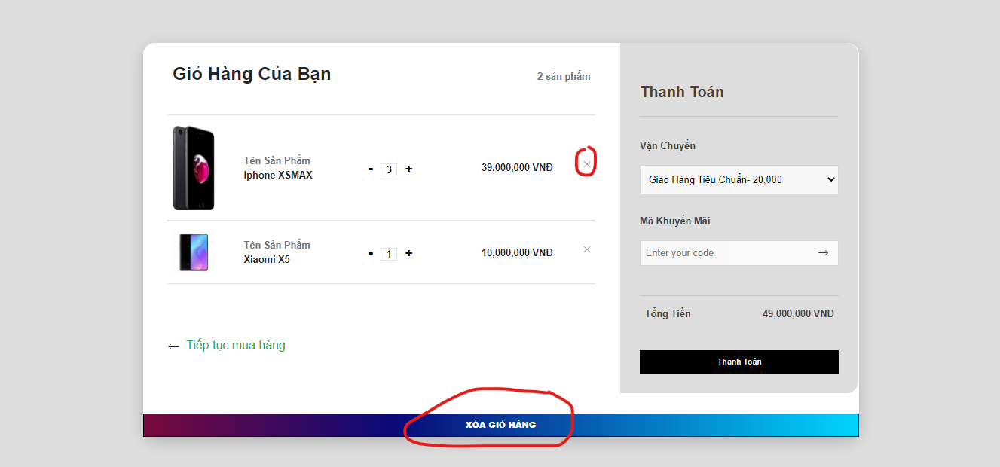 Giỏ Hàng Của Bạn
2 sản phẩm
Tên Sản Phẩm
Iphone XSMAX
- 3 +
39,000,000 VNĐ
×
Tên Sản Phẩm
Xiaomi X5
- 1 +
10,000,000 VNĐ
×
← Tiếp tục mua hàng
Thanh Toán
Vận Chuyển
Giao Hàng Tiêu Chuẩn- 20,000
Mã Khuyến Mãi
Enter your code →
Tổng Tiền 49,000,000 VNĐ
Thanh Toán
XÓA GIỎ HÀNG